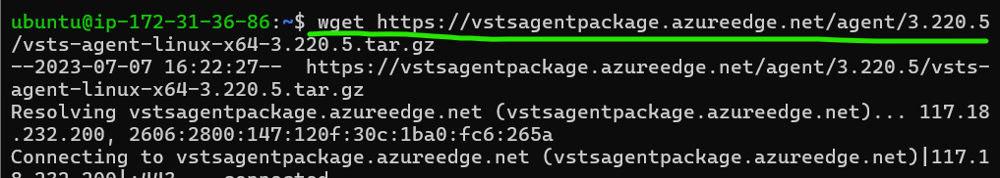 ubuntu@ip-172-31-36-86:~$ wget https://vstsagentpackage.azureedge.net/agent/3.220.5
/vsts-agent-linux-x64-3.220.5.tar.gz
--2023-07-07 16:22:27--  https://vstsagentpackage.azureedge.net/agent/3.220.5/vsts-
agent-linux-x64-3.220.5.tar.gz
Resolving vstsagentpackage.azureedge.net (vstsagentpackage.azureedge.net)... 117.18
.232.200, 2606:2800:147:120f:30c:1ba0:fc6:265a
Connecting to vstsagentpackage.azureedge.net (vstsagentpackage.azureedge.net)|117.1
8.232.200|:443... connected.